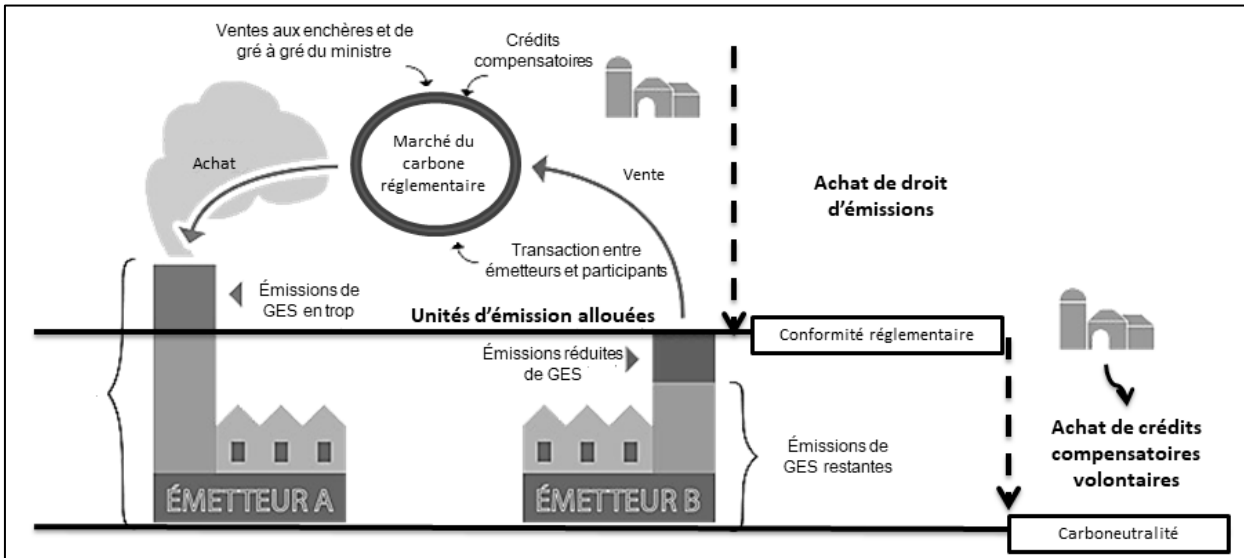 Ventes aux enchères et de
gré à gré du ministre
Crédits
compensatoires
Marché du
carbone
réglementaire
Achat
Vente
Achat de droit
d'émissions
Transaction entre
émetteurs et participants
Émissions de
GES en trop
Unités d'émission allouées
Conformité réglementaire
Émissions réduites
de GES
Achat de crédits
compensatoires
volontaires
Émissions de
GES restantes
ÉMETTEUR A
ÉMETTEUR B
Carboneutralité